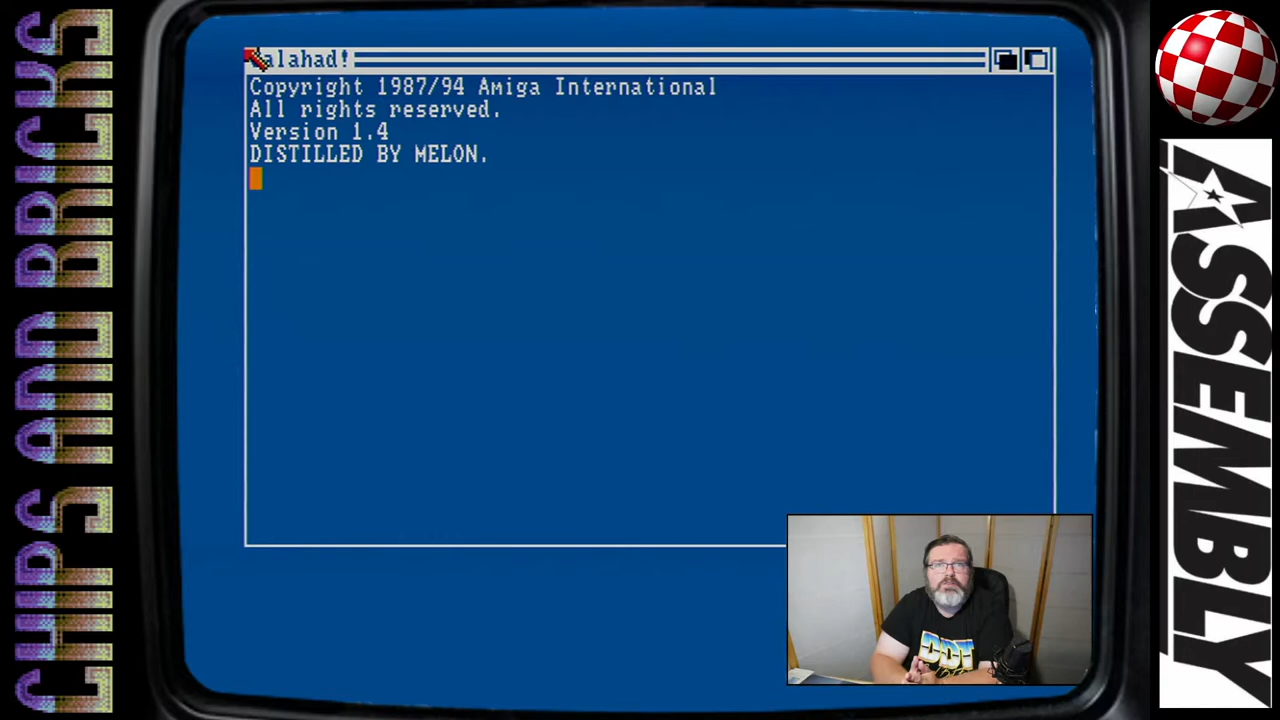 CHIPS AND BRICKS
alahad!
Copyright 1987/94 Amiga International
All rights reserved.
Version 1.4
DISTILLED BY MELON.
ASSEMBLY